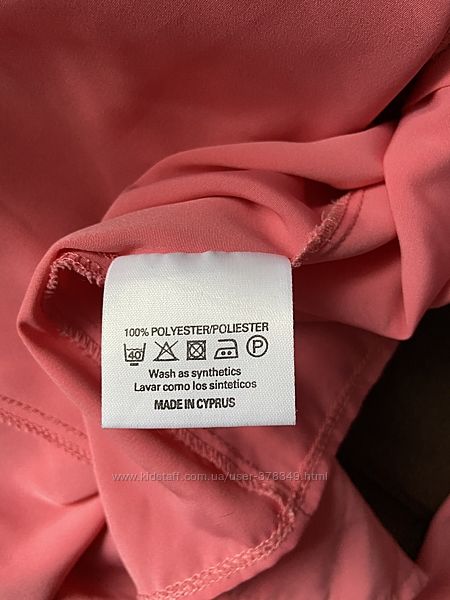 100% POLYESTER/POLIESTER
40 P
Wash as synthetics
Lavar como los sinteticos
MADE IN CYPRUS
www.kidstaff.com.ua/user-378349.html